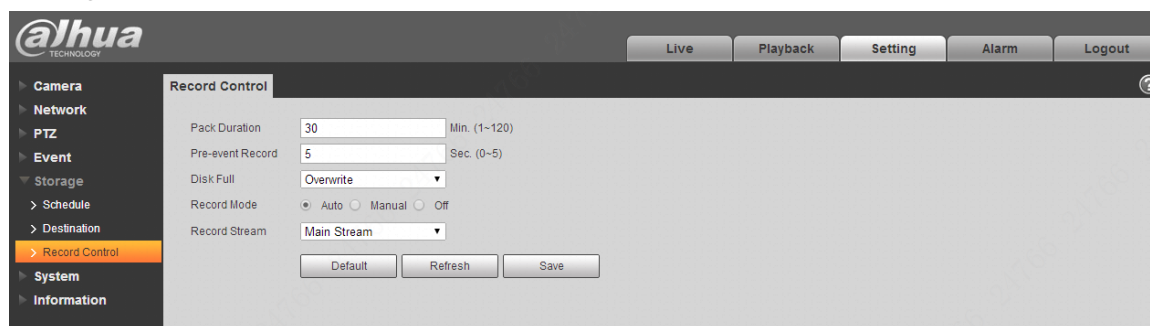 alhua
TECHNOLOGY
Live Playback Setting Alarm Logout
Camera
Network
PTZ
Event
Storage
Schedule
Destination
Record Control
System
Information
Record Control
?
Pack Duration 30 Min. (1~120)
Pre-event Record 5 Sec. (0~5)
Disk Full Overwrite
Record Mode Auto Manual Off
Record Stream Main Stream
Default Refresh Save